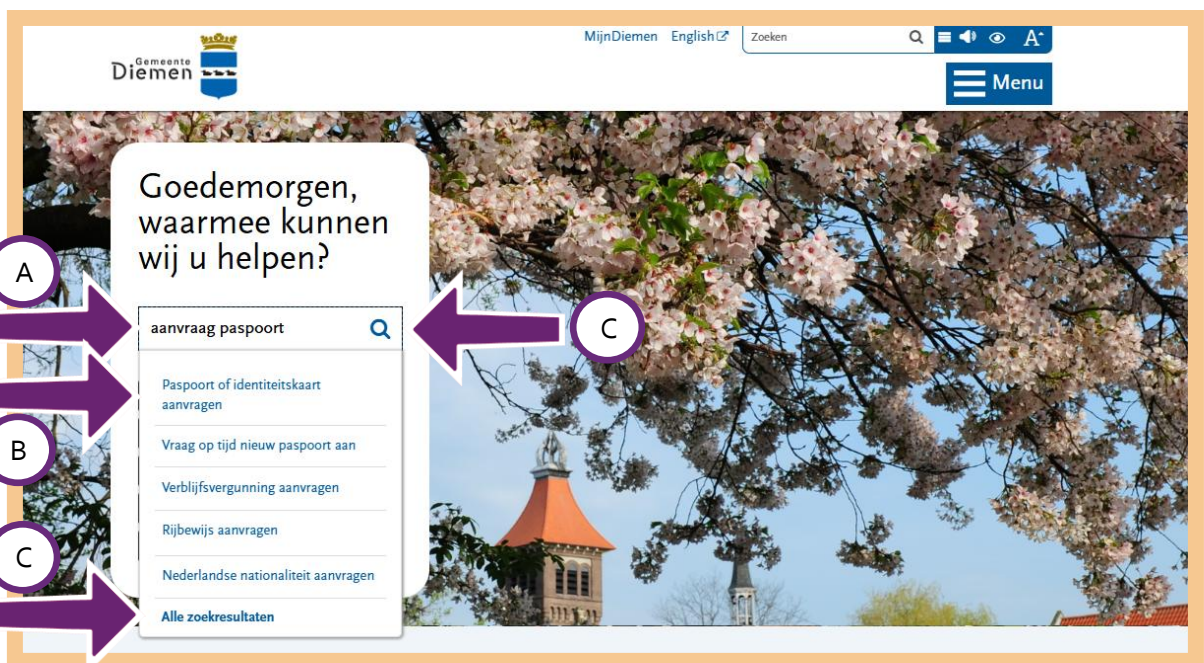 Gemeente
Diemen
MijnDiemen English Zoeken A
Menu
Goedemorgen,
waarmee kunnen
wij u helpen?
A
aanvraag paspoort
C
Paspoort of identiteitskaart
aanvragen
B
Vraag op tijd nieuw paspoort aan
Verblijfsvergunning aanvragen
Rijbewijs aanvragen
C
Nederlandse nationaliteit aanvragen
Alle zoekresultaten